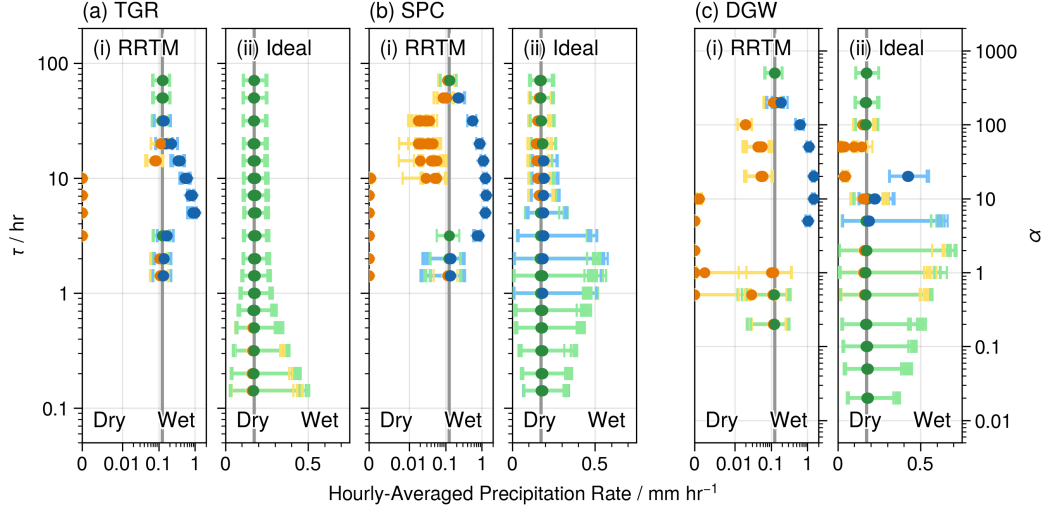 (a) TGR
(b) SPC
(c) DGW
(i) RRTM
(ii) Ideal
(i) RRTM
(ii) Ideal
(i) RRTM
(ii) Ideal
100
10
1
0.1
τ / hr
1000
100
10
1
0.1
0.01
α
Dry Wet
Dry Wet
Dry Wet
Dry Wet
Dry Wet
Dry Wet
0 0.01 0.1 1
0 0.5
0 0.01 0.1 1
0 0.5
0 0.01 0.1 1
0 0.5
Hourly-Averaged Precipitation Rate / mm hr⁻¹